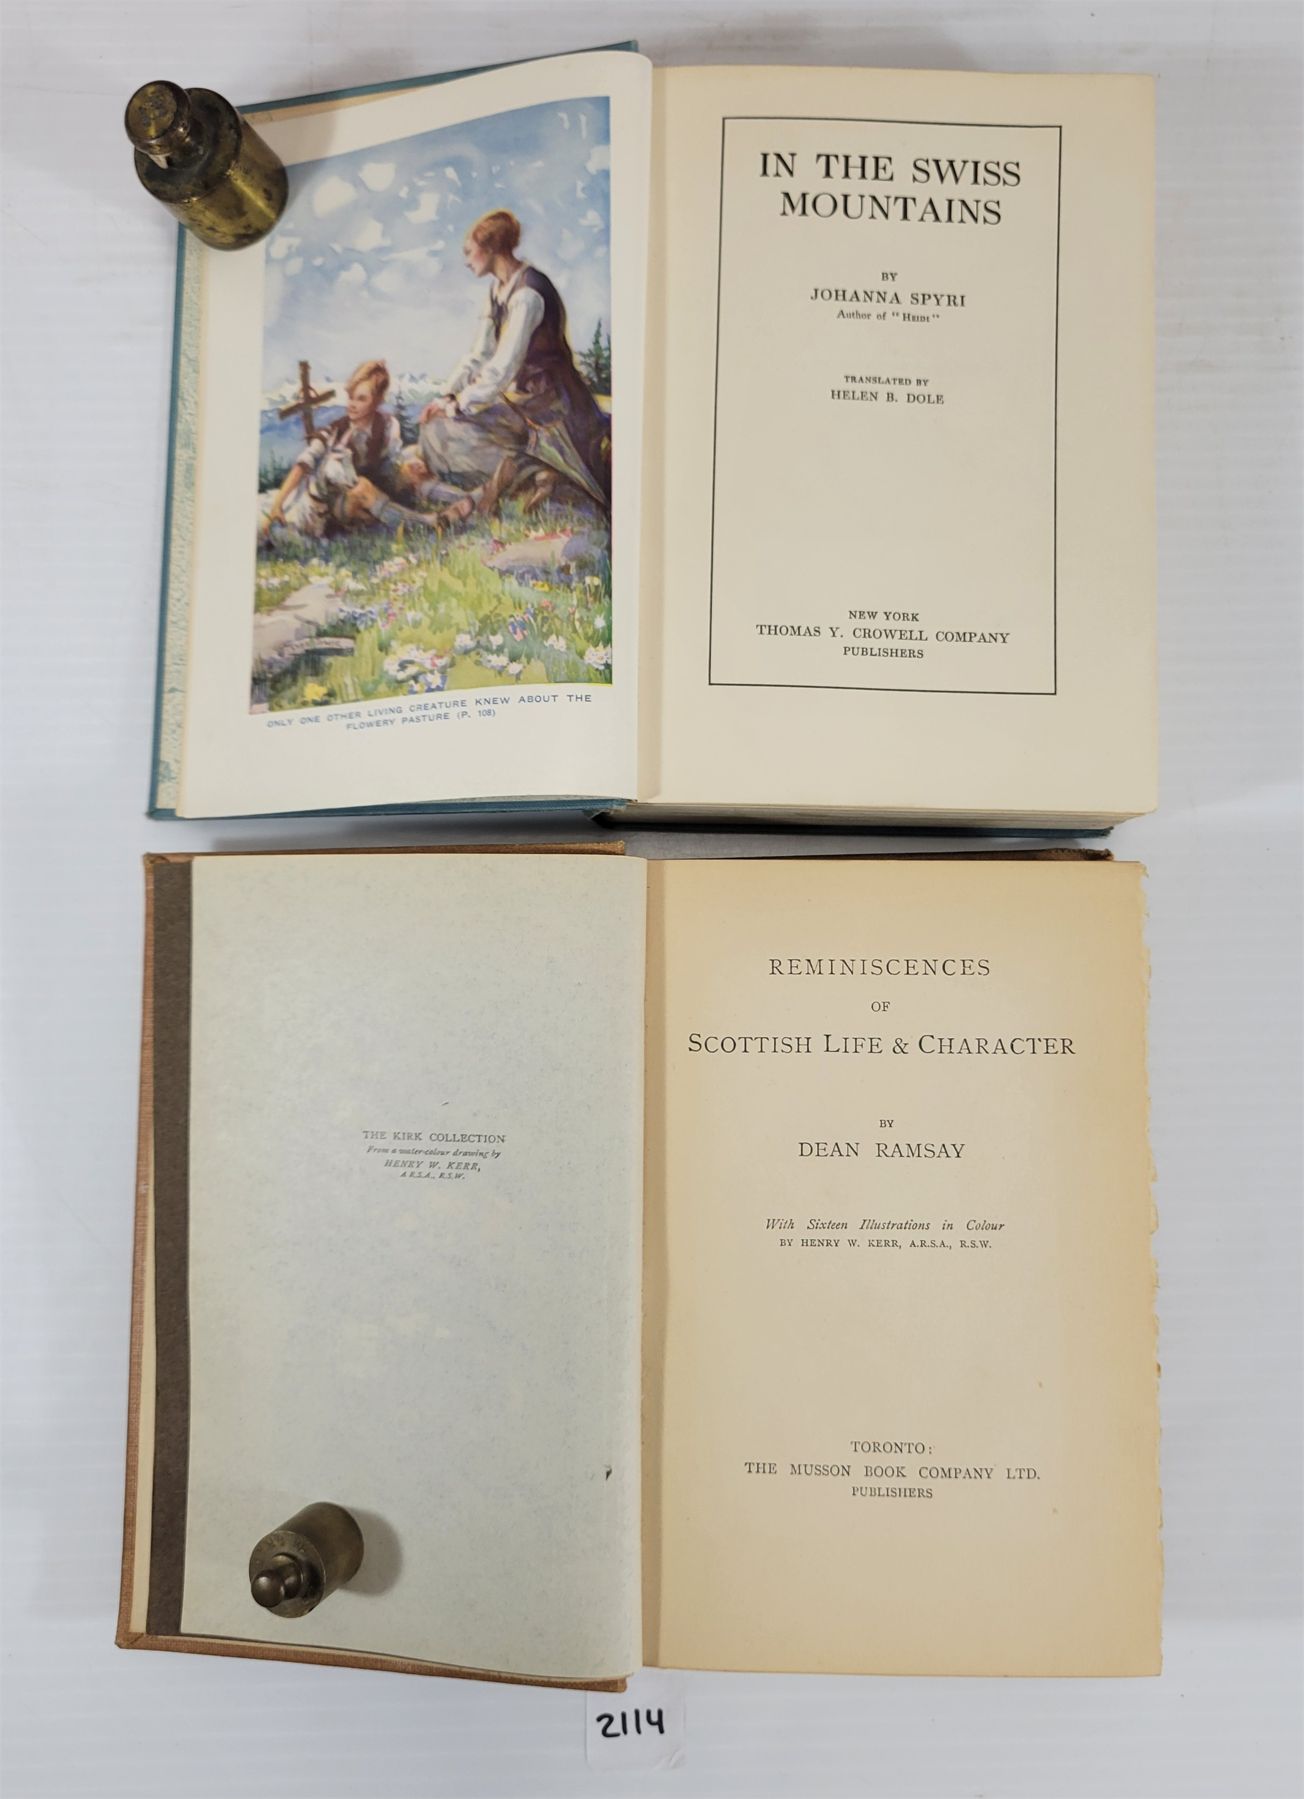 IN THE SWISS
MOUNTAINS
BY
JOHANNA SPYRI
Author of "HEIDI"
TRANSLATED BY
HELEN B. DOLE
NEW YORK
THOMAS Y. CROWELL COMPANY
PUBLISHERS
ONLY ONE OTHER LIVING CREATURE KNEW ABOUT THE
FLOWERY PASTURE (P. 108)
THE KIRK COLLECTION
From a water-colour drawing by
HENRY W. KERR,
A.R.S.A., R.S.W.
REMINISCENCES
OF
SCOTTISH LIFE & CHARACTER
BY
DEAN RAMSAY
With Sixteen Illustrations in Colour
BY HENRY W. KERR, A.R.S.A., R.S.W.
TORONTO:
THE MUSSON BOOK COMPANY LTD.
PUBLISHERS
2114